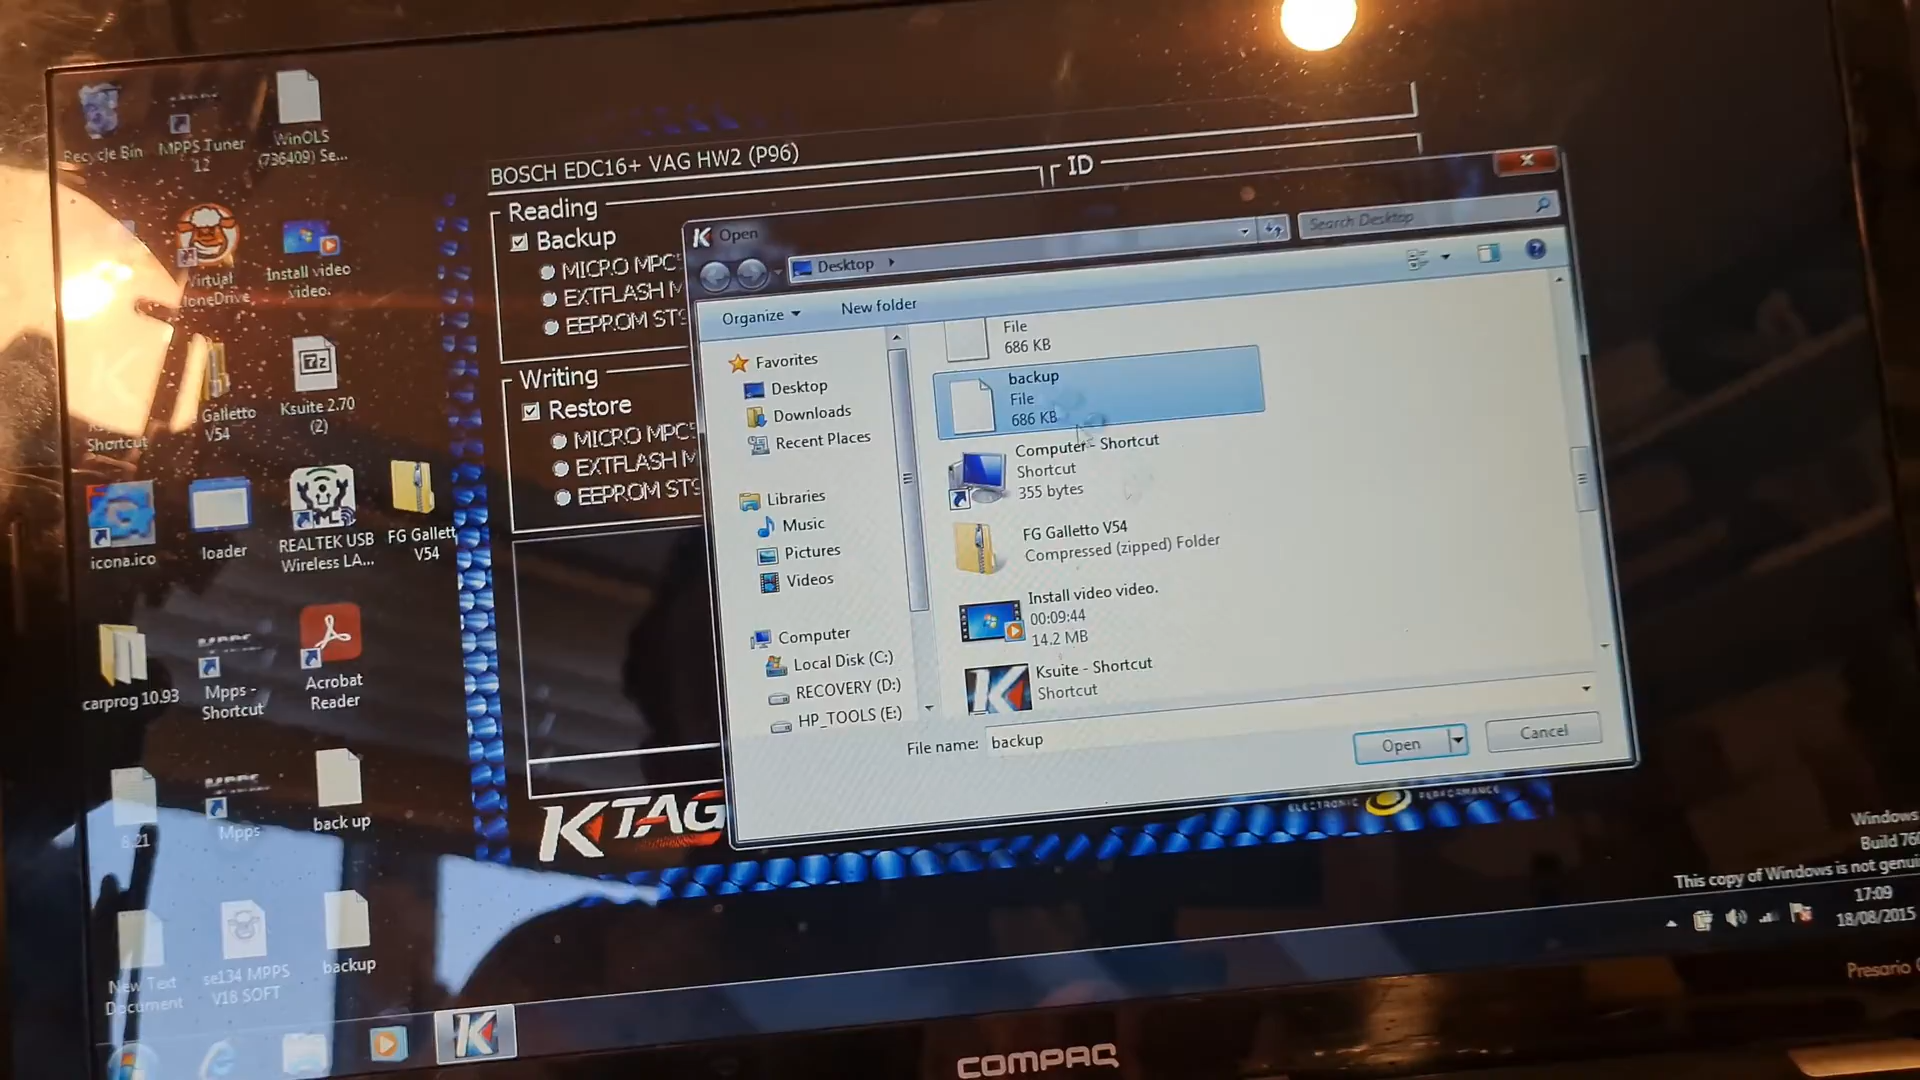 Recycle Bin
MPPS Tuner
12
WinOLS
(736409) Se...
Virtual
CloneDrive
Install video
video.
Shortcut
Galletto
V54
Ksuite 2.70
(2)
icona.ico
loader
REALTEK USB
Wireless LA...
FG Gallett
V54
carprog 10.93
Mpps -
Shortcut
Acrobat
Reader
8.21
Mpps
back up
New Text
Document
se134 MPPS
V18 SOFT
backup
BOSCH EDC16+ VAG HW2 (P96)
ID
Reading
Backup
MICRO MPC5
EXTFLASH M
EEPROM ST9
Writing
Restore
MICRO MPC5
EXTFLASH M
EEPROM ST9
K Open
Desktop
Search Desktop
Organize
New folder
Favorites
Desktop
Downloads
Recent Places
Libraries
Music
Pictures
Videos
Computer
Local Disk (C:)
RECOVERY (D:)
HP_TOOLS (E:)
File
686 KB
backup
File
686 KB
Computer - Shortcut
Shortcut
355 bytes
FG Galletto V54
Compressed (zipped) Folder
Install video video.
00:09:44
14.2 MB
Ksuite - Shortcut
Shortcut
File name: backup
Open
Cancel
KTAG
ELECTRONIC PERFORMANCE
Windows
Build 760
This copy of Windows is not genui
17:09
18/08/2015
Presario
COMPAQ